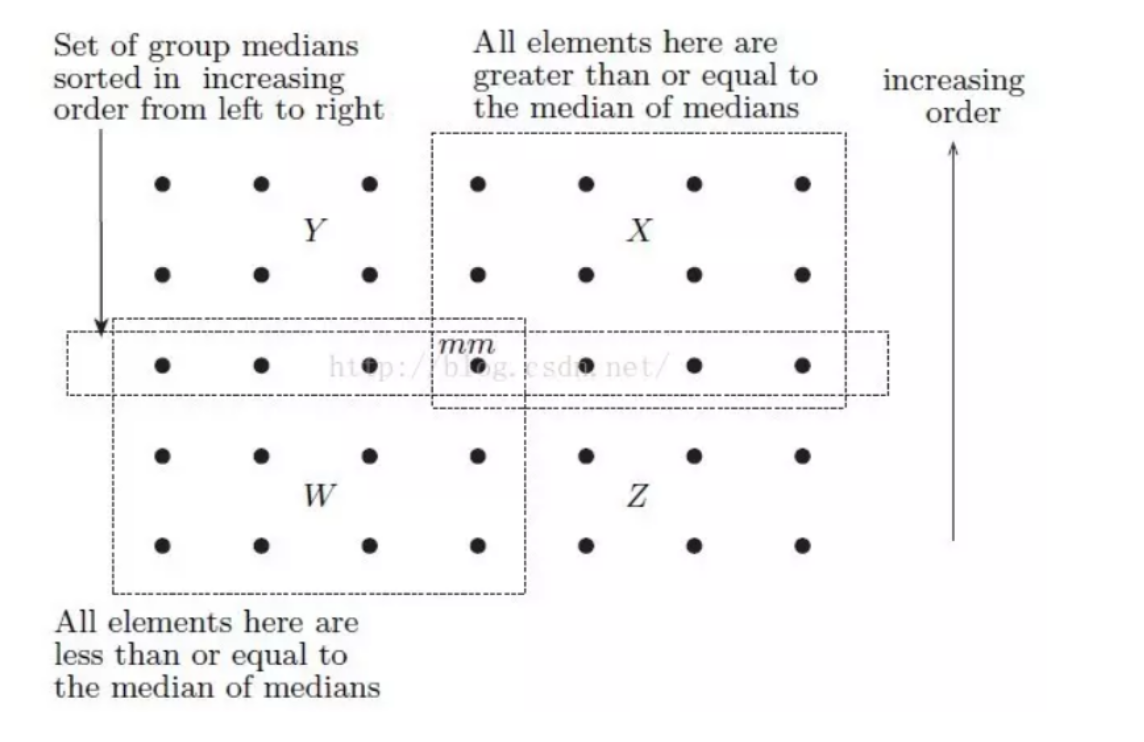 Set of group medians
sorted in increasing
order from left to right
All elements here are
greater than or equal to
the median of medians
increasing
order
Y
X
mm
http://blog.csdn.net/
W
Z
All elements here are
less than or equal to
the median of medians